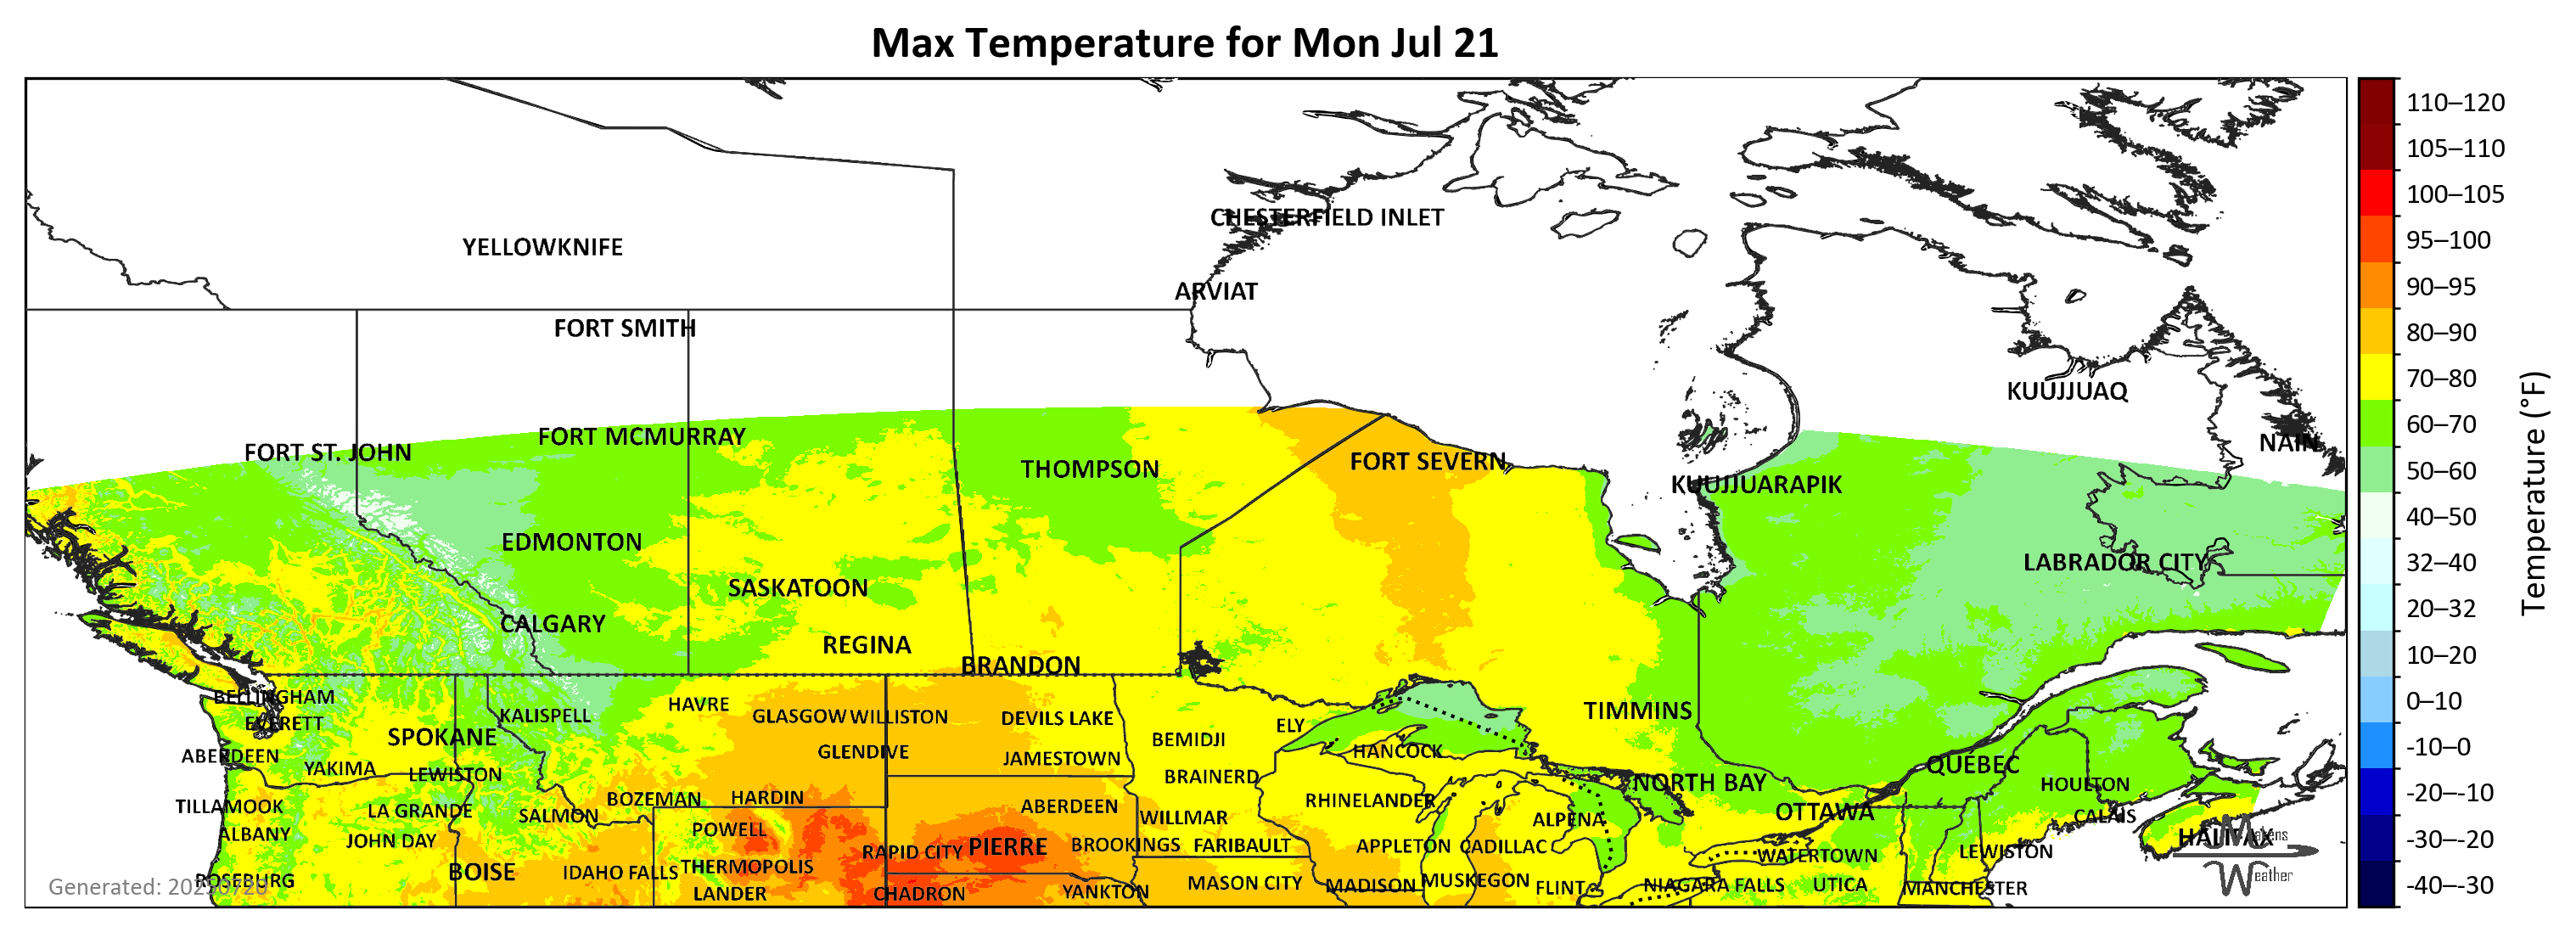 Max Temperature for Mon Jul 21
110–120
105–110
100–105
95–100
90–95
80–90
70–80
60–70
50–60
40–50
32–40
20–32
10–20
0–10
-10–0
-20–-10
-30–-20
-40–-30
Temperature (°F)
CHESTERFIELD INLET
YELLOWKNIFE
ARVIAT
FORT SMITH
KUUJJUAQ
FORT MCMURRAY
NAIN
FORT ST. JOHN
FORT SEVERN
THOMPSON
KUUJJUARAPIK
EDMONTON
LABRADOR CITY
SASKATOON
CALGARY
REGINA
BRANDON
BELLINGHAM
HAVRE
TIMMINS
KALISPELL
GLASGOW
WILLISTON
DEVILS LAKE
EVERETT
ELY
SPOKANE
BEMIDJI
HANCOCK
GLENDIVE
ABERDEEN
JAMESTOWN
QUEBEC
YAKIMA
LEWISTON
BRAINERD
NORTH BAY
HOULTON
BOZEMAN
HARDIN
RHINELANDER
TILLAMOOK
ABERDEEN
LA GRANDE
OTTAWA
SALMON
WILLMAR
CALAIS
ALPENA
POWELL
ALBANY
HALIFAX
JOHN DAY
BROOKINGS
FARIBAULT
APPLETON
CADILLAC
PIERRE
RAPID CITY
LEWISTON
WATERTOWN
THERMOPOLIS
IDAHO FALLS
BOISE
ROSEBURG
MUSKEGON
MASON CITY
MADISON
NIAGARA FALLS
UTICA
FLINT
MANCHESTER
YANKTON
LANDER
CHADRON
Makens
Weather